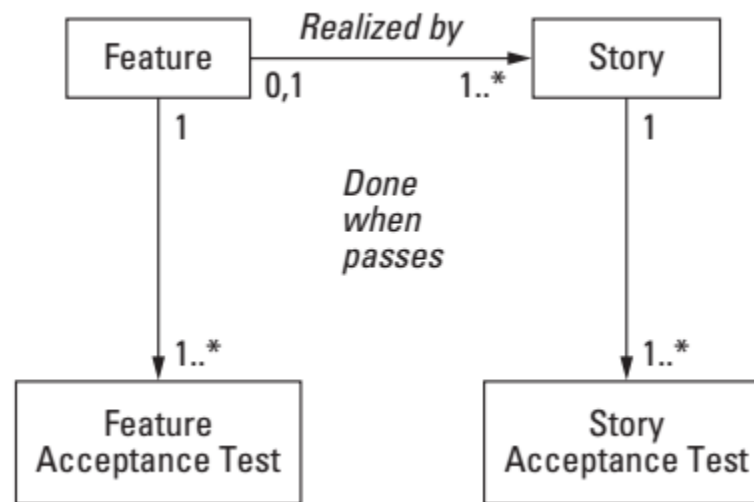 Feature
Realized by
Story
0,1
1..*
1
1
Done
when
passes
1..*
1..*
Feature
Acceptance Test
Story
Acceptance Test